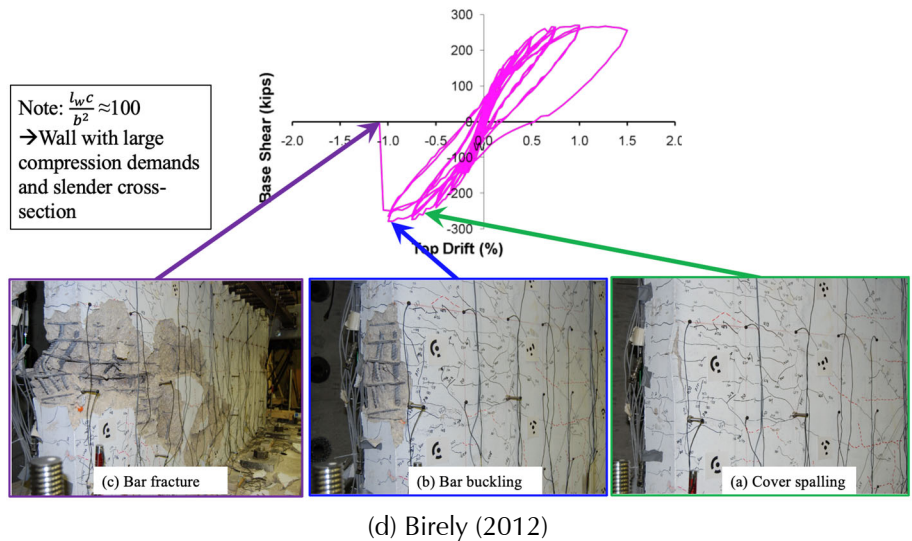 300
200
100
0
-100
-200
-300
-2.0 -1.5 -1.0 -0.5 0.0 0.5 1.0 1.5 2.0
Base Shear (kips)
Top Drift (%)
Note: l_w c / b² ≈100
→Wall with large
compression demands
and slender cross-
section
(c) Bar fracture
(b) Bar buckling
(a) Cover spalling
(d) Birely (2012)